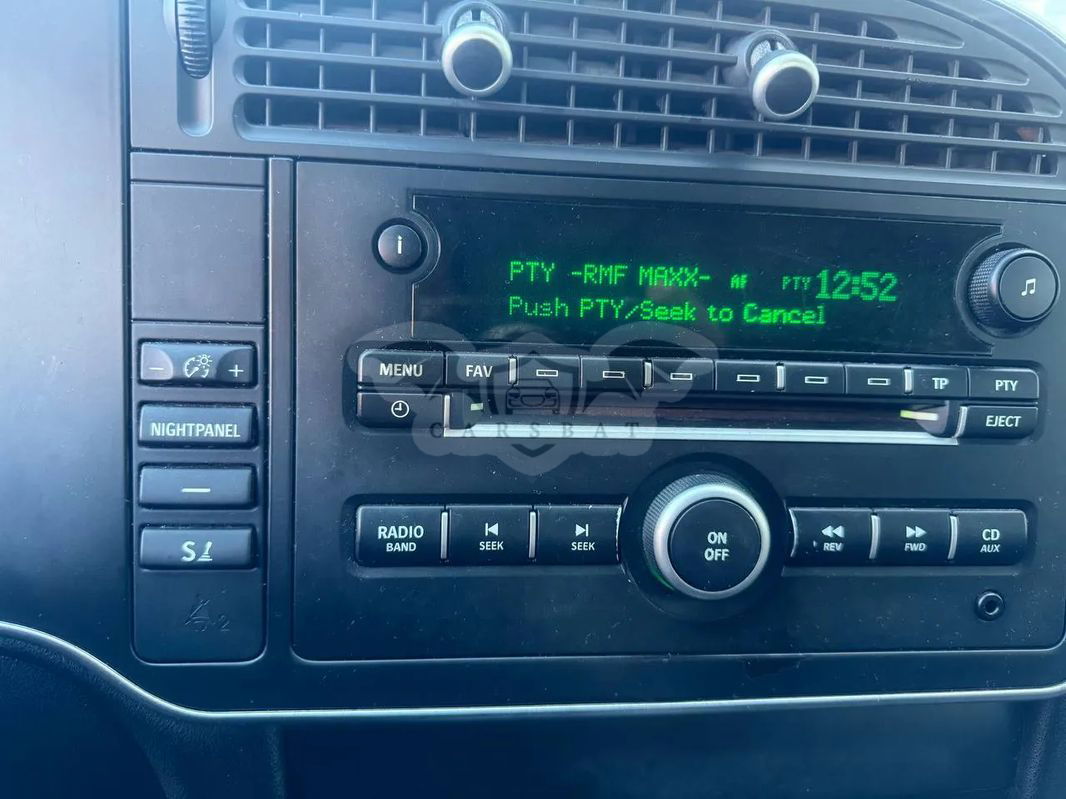 i
PTY -RMF MAXX- AF PTY 12:52
Push PTY/Seek to Cancel
MENU FAV TP PTY
EJECT
NIGHTPANEL
CARSBAT
RADIO BAND
SEEK
SEEK
ON OFF
REV
FWD
CD AUX
S
2